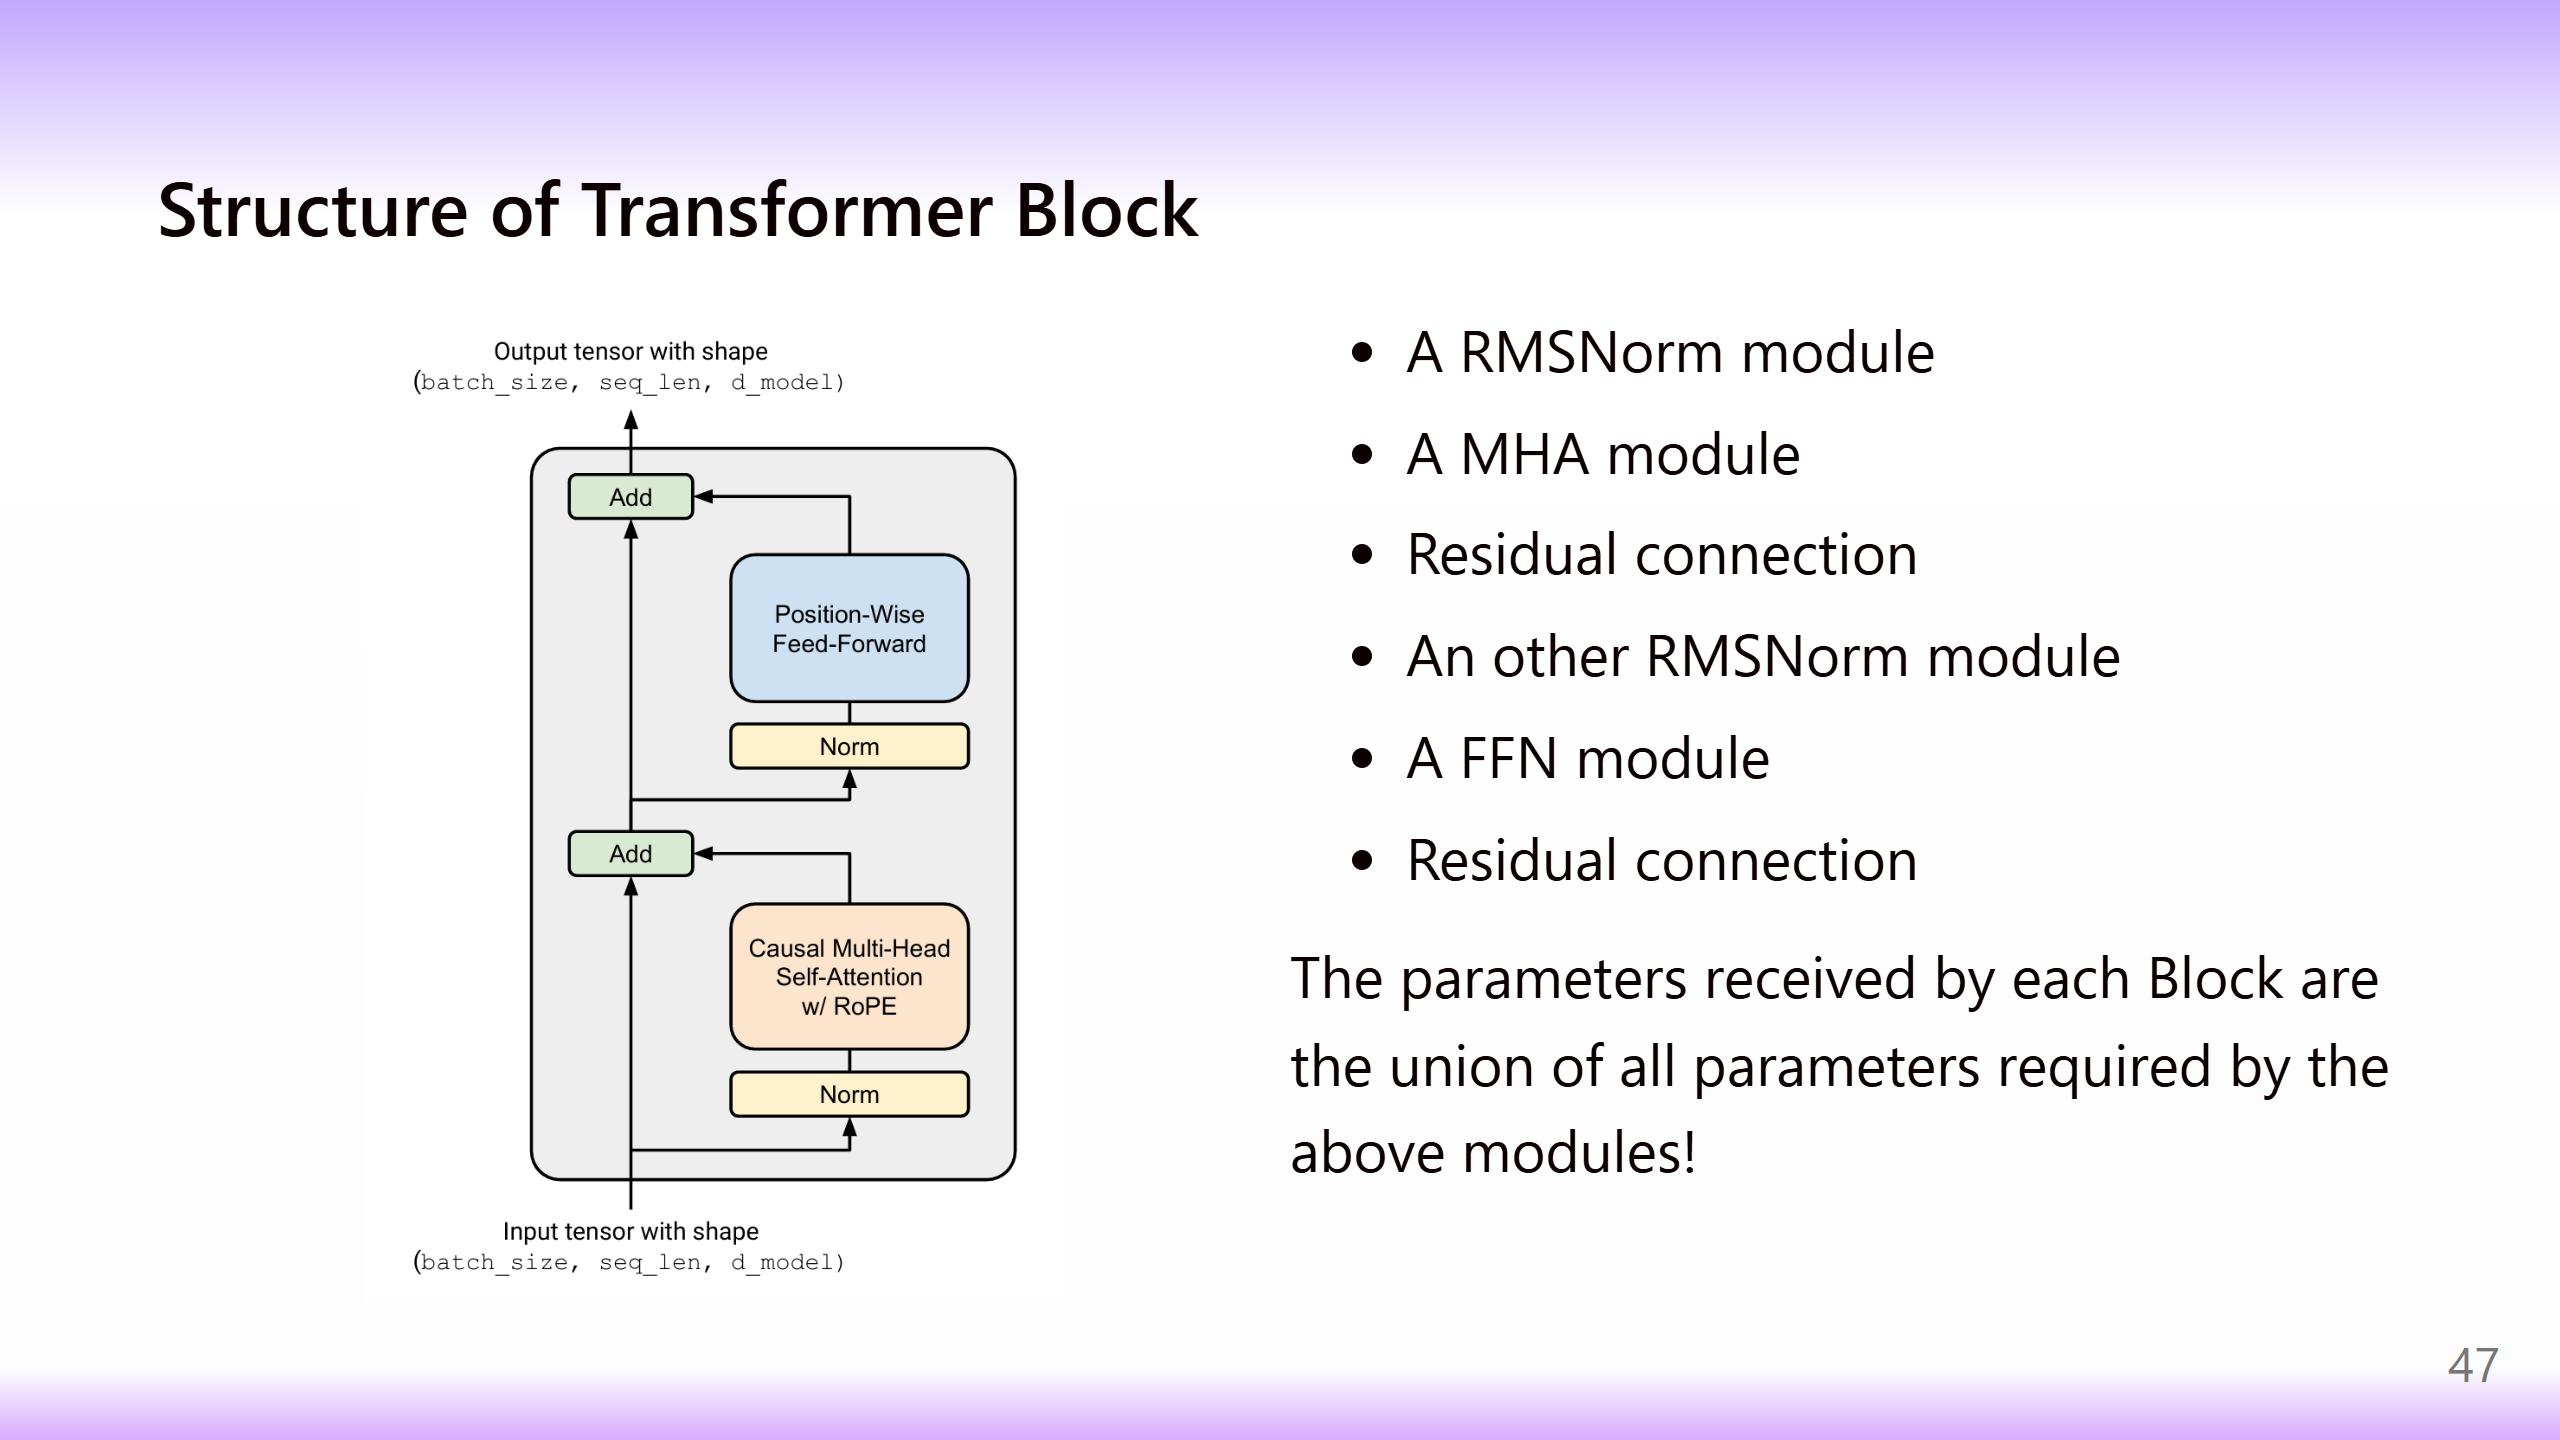 Structure of Transformer Block
Output tensor with shape
(batch_size, seq_len, d_model)
Add
Position-Wise
Feed-Forward
Norm
Add
Causal Multi-Head
Self-Attention
w/ RoPE
Norm
Input tensor with shape
(batch_size, seq_len, d_model)
• A RMSNorm module
• A MHA module
• Residual connection
• An other RMSNorm module
• A FFN module
• Residual connection
The parameters received by each Block are
the union of all parameters required by the
above modules!
47